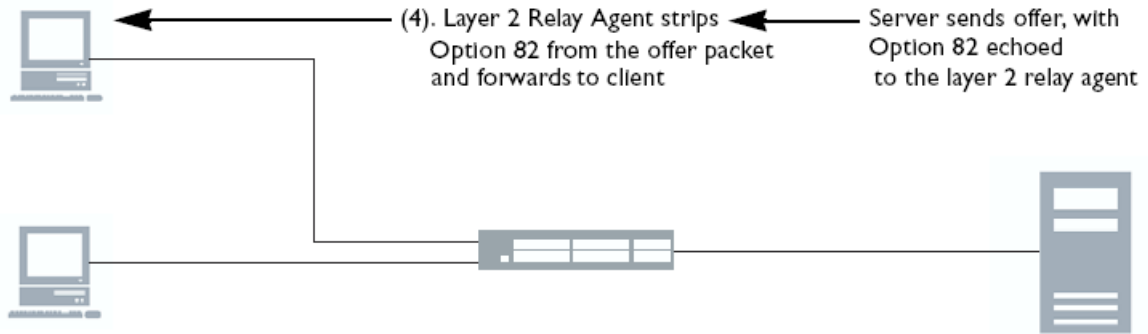 (4). Layer 2 Relay Agent strips
Option 82 from the offer packet
and forwards to client
Server sends offer, with
Option 82 echoed
to the layer 2 relay agent